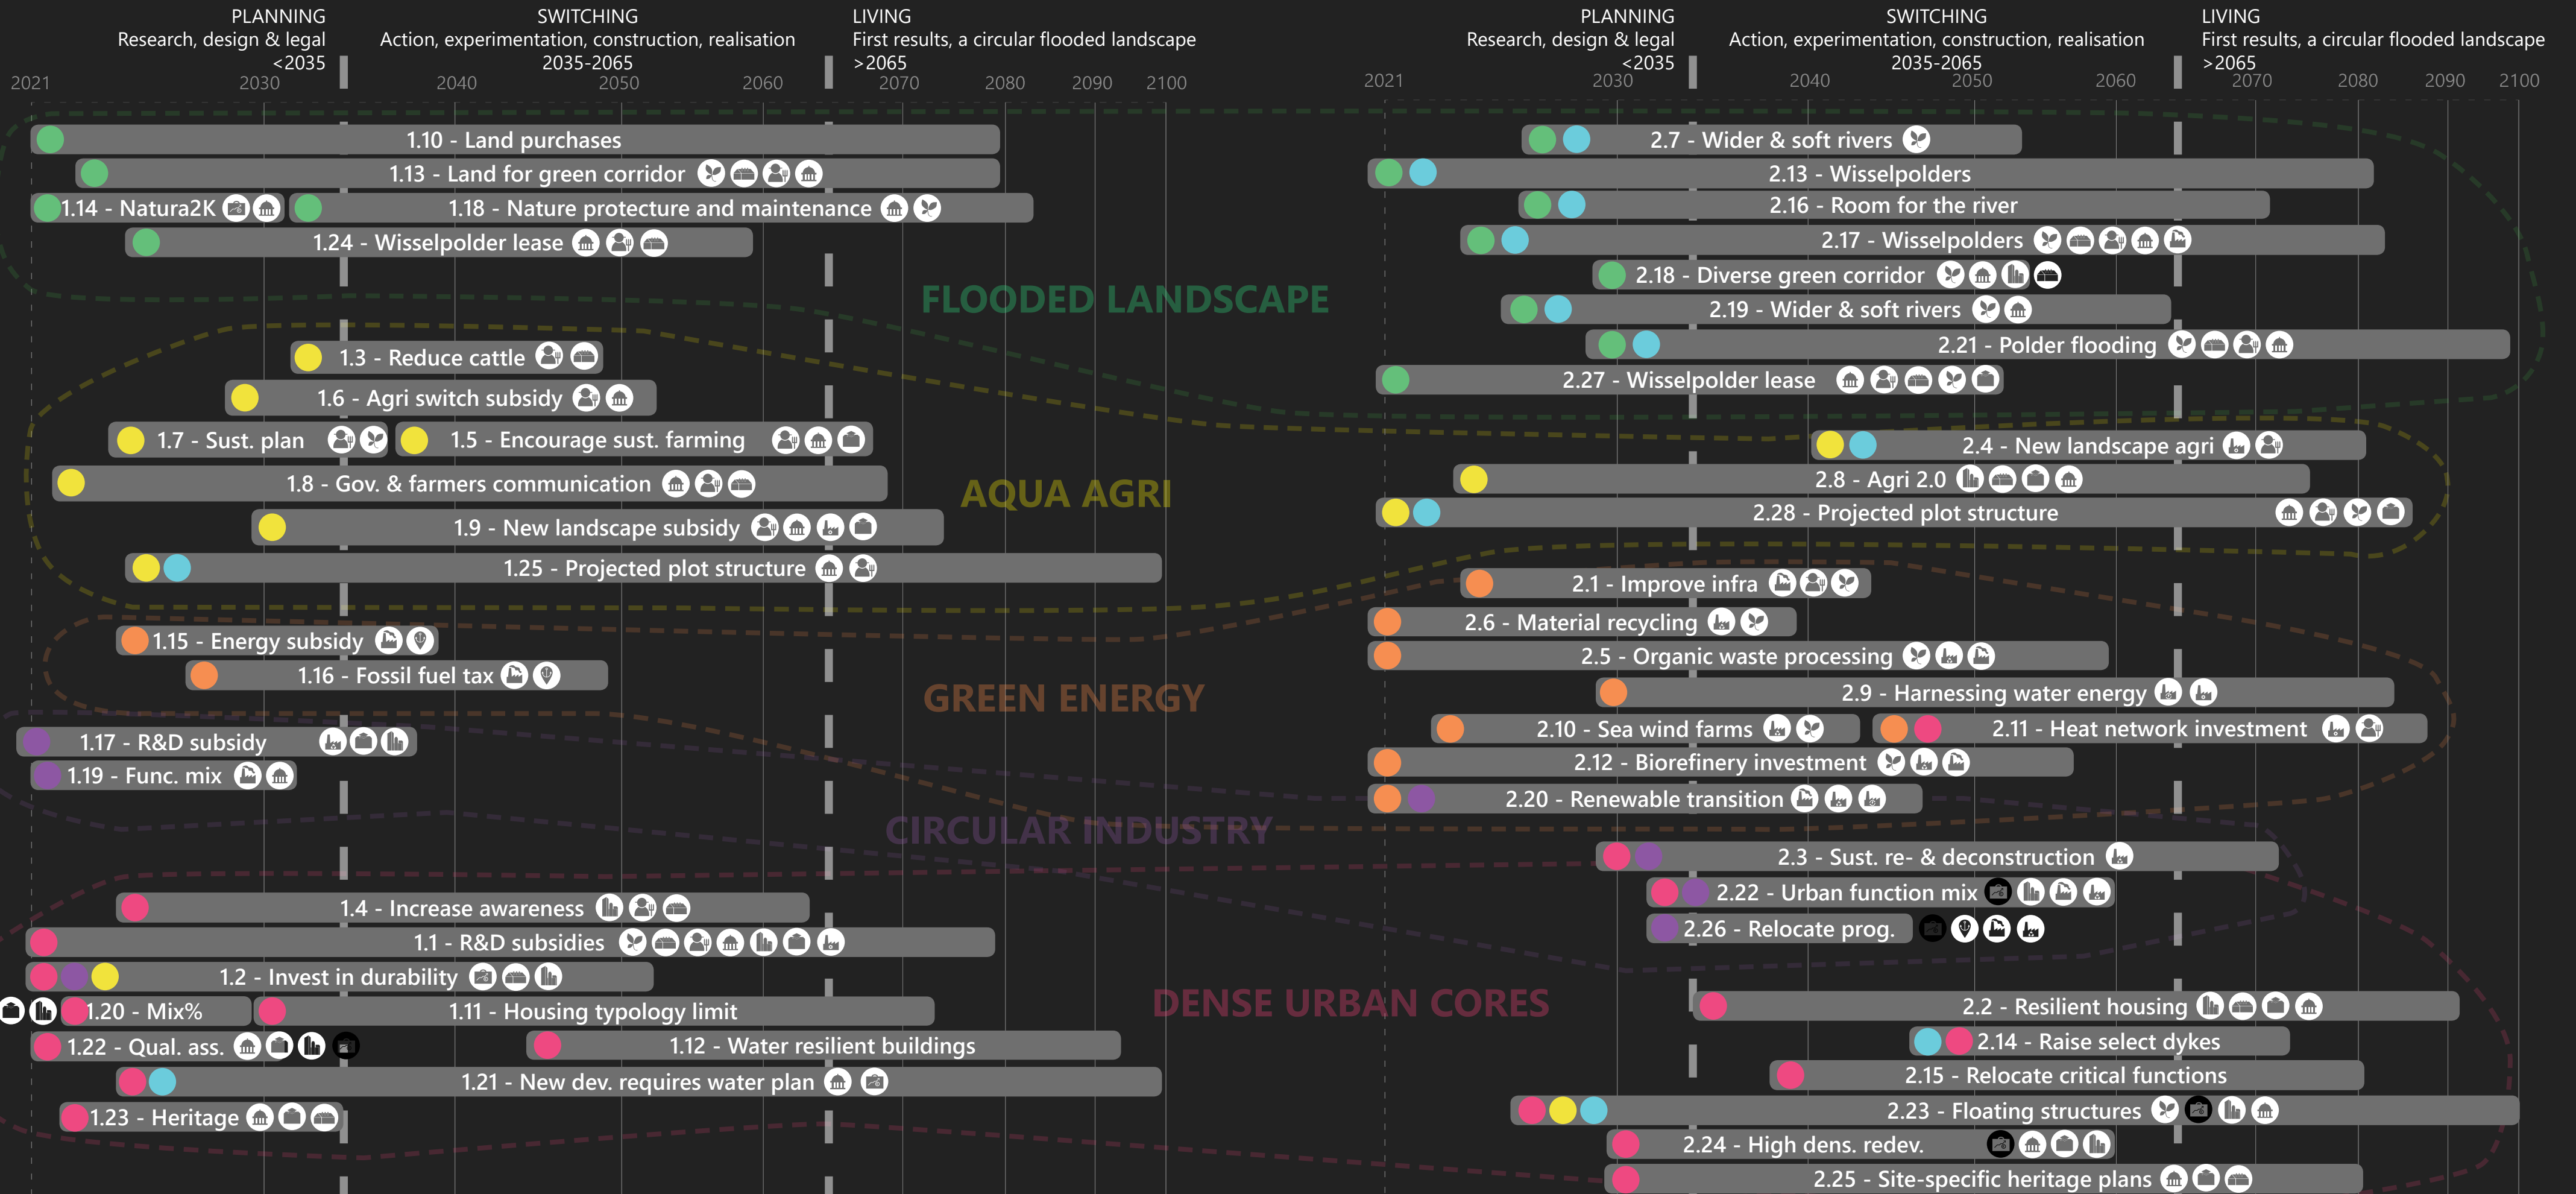 PLANNING
Research, design & legal
<2035
SWITCHING
Action, experimentation, construction, realisation
2035-2065
LIVING
First results, a circular flooded landscape
>2065
2021
2030
2040
2050
2060
2070
2080
2090
2100
1.10 - Land purchases
1.13 - Land for green corridor
1.14 - Natura2K
1.18 - Nature protecture and maintenance
1.24 - Wisselpolder lease
1.3 - Reduce cattle
1.6 - Agri switch subsidy
1.7 - Sust. plan
1.5 - Encourage sust. farming
1.8 - Gov. & farmers communication
1.9 - New landscape subsidy
1.25 - Projected plot structure
1.15 - Energy subsidy
1.16 - Fossil fuel tax
1.17 - R&D subsidy
1.19 - Func. mix
1.4 - Increase awareness
1.1 - R&D subsidies
1.2 - Invest in durability
1.20 - Mix%
1.11 - Housing typology limit
1.22 - Qual. ass.
1.12 - Water resilient buildings
1.21 - New dev. requires water plan
1.23 - Heritage
FLOODED LANDSCAPE
AQUA AGRI
GREEN ENERGY
CIRCULAR INDUSTRY
DENSE URBAN CORES
PLANNING
Research, design & legal
<2035
SWITCHING
Action, experimentation, construction, realisation
2035-2065
LIVING
First results, a circular flooded landscape
>2065
2021
2030
2040
2050
2060
2070
2080
2090
2100
2.7 - Wider & soft rivers
2.13 - Wisselpolders
2.16 - Room for the river
2.17 - Wisselpolders
2.18 - Diverse green corridor
2.19 - Wider & soft rivers
2.21 - Polder flooding
2.27 - Wisselpolder lease
2.4 - New landscape agri
2.8 - Agri 2.0
2.28 - Projected plot structure
2.1 - Improve infra
2.6 - Material recycling
2.5 - Organic waste processing
2.9 - Harnessing water energy
2.10 - Sea wind farms
2.11 - Heat network investment
2.12 - Biorefinery investment
2.20 - Renewable transition
2.3 - Sust. re- & deconstruction
2.22 - Urban function mix
2.26 - Relocate prog.
2.2 - Resilient housing
2.14 - Raise select dykes
2.15 - Relocate critical functions
2.23 - Floating structures
2.24 - High dens. redev.
2.25 - Site-specific heritage plans